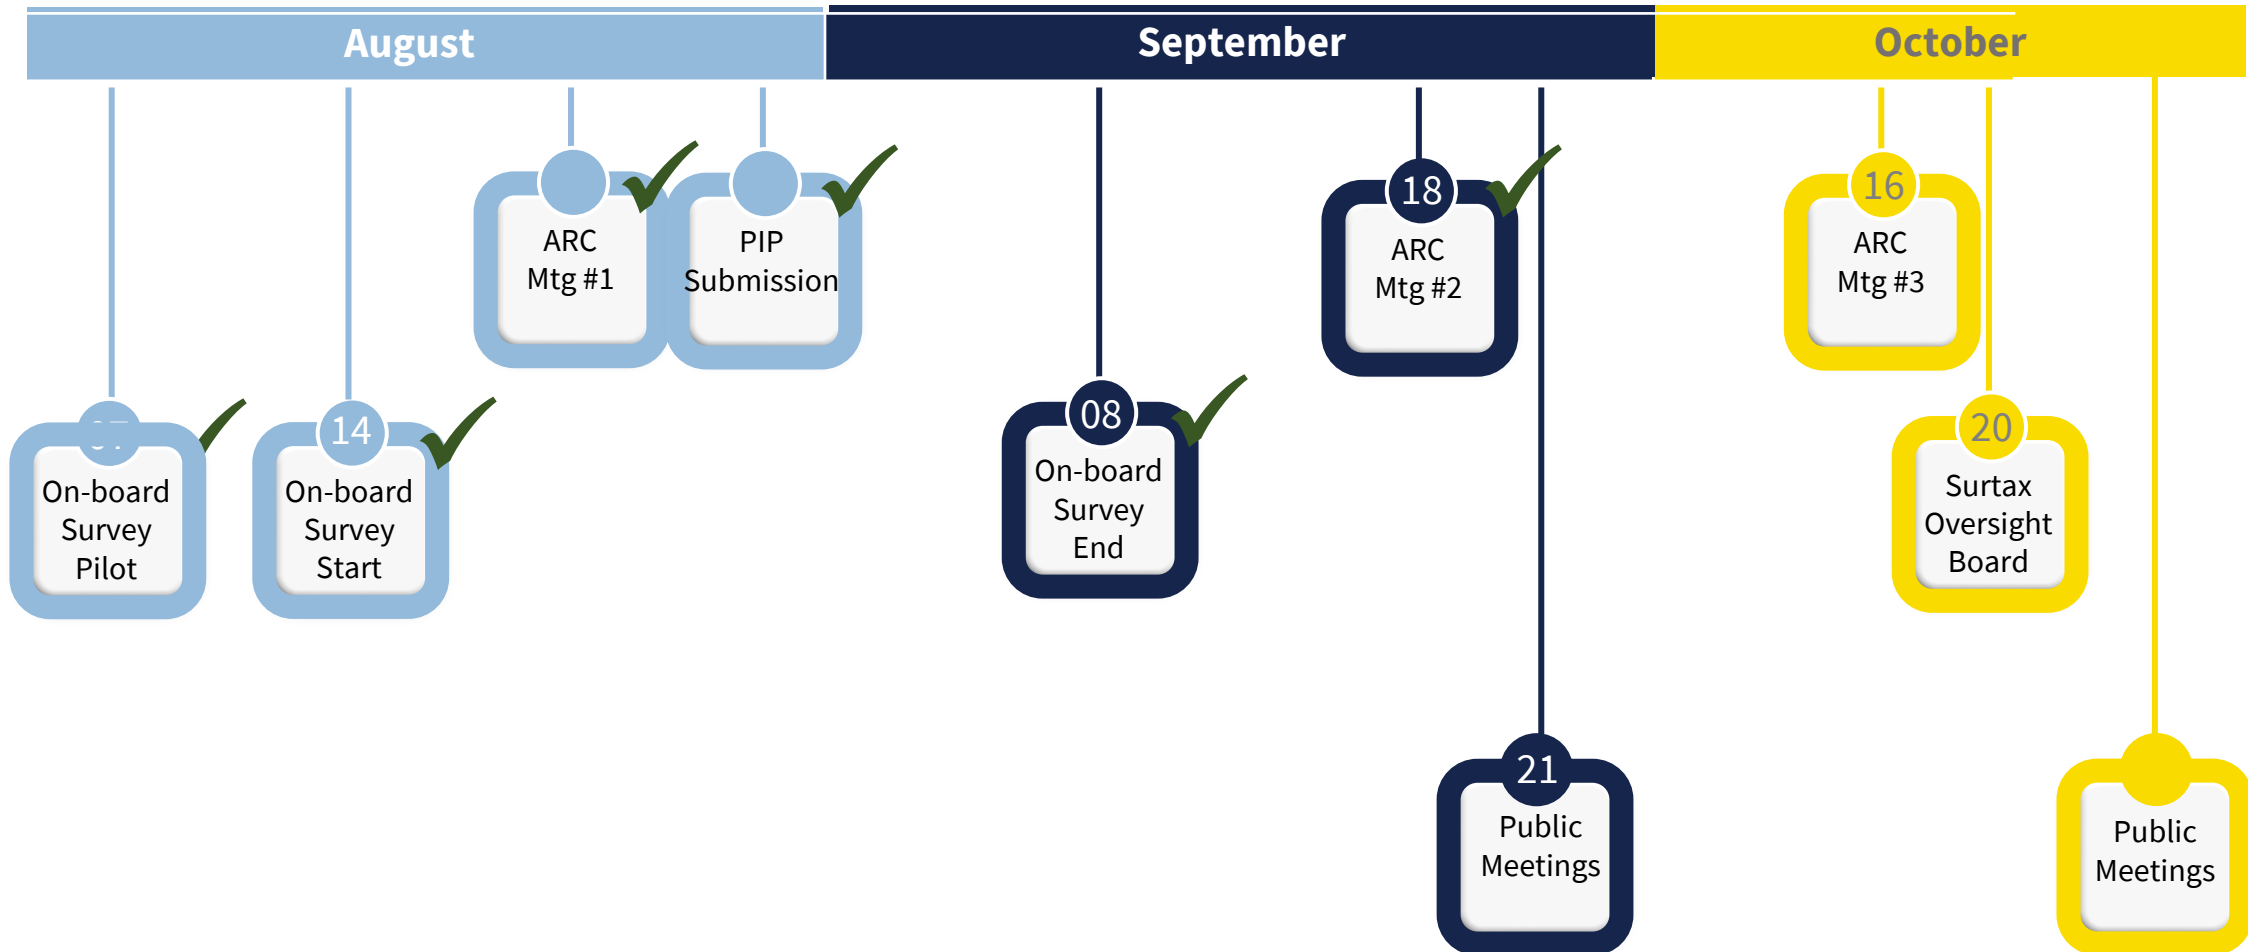 August
September
October
ARC
Mtg #1
PIP
Submission
18
ARC
Mtg #2
16
ARC
Mtg #3
07
On-board
Survey
Pilot
14
On-board
Survey
Start
08
On-board
Survey
End
20
Surtax
Oversight
Board
21
Public
Meetings
Public
Meetings